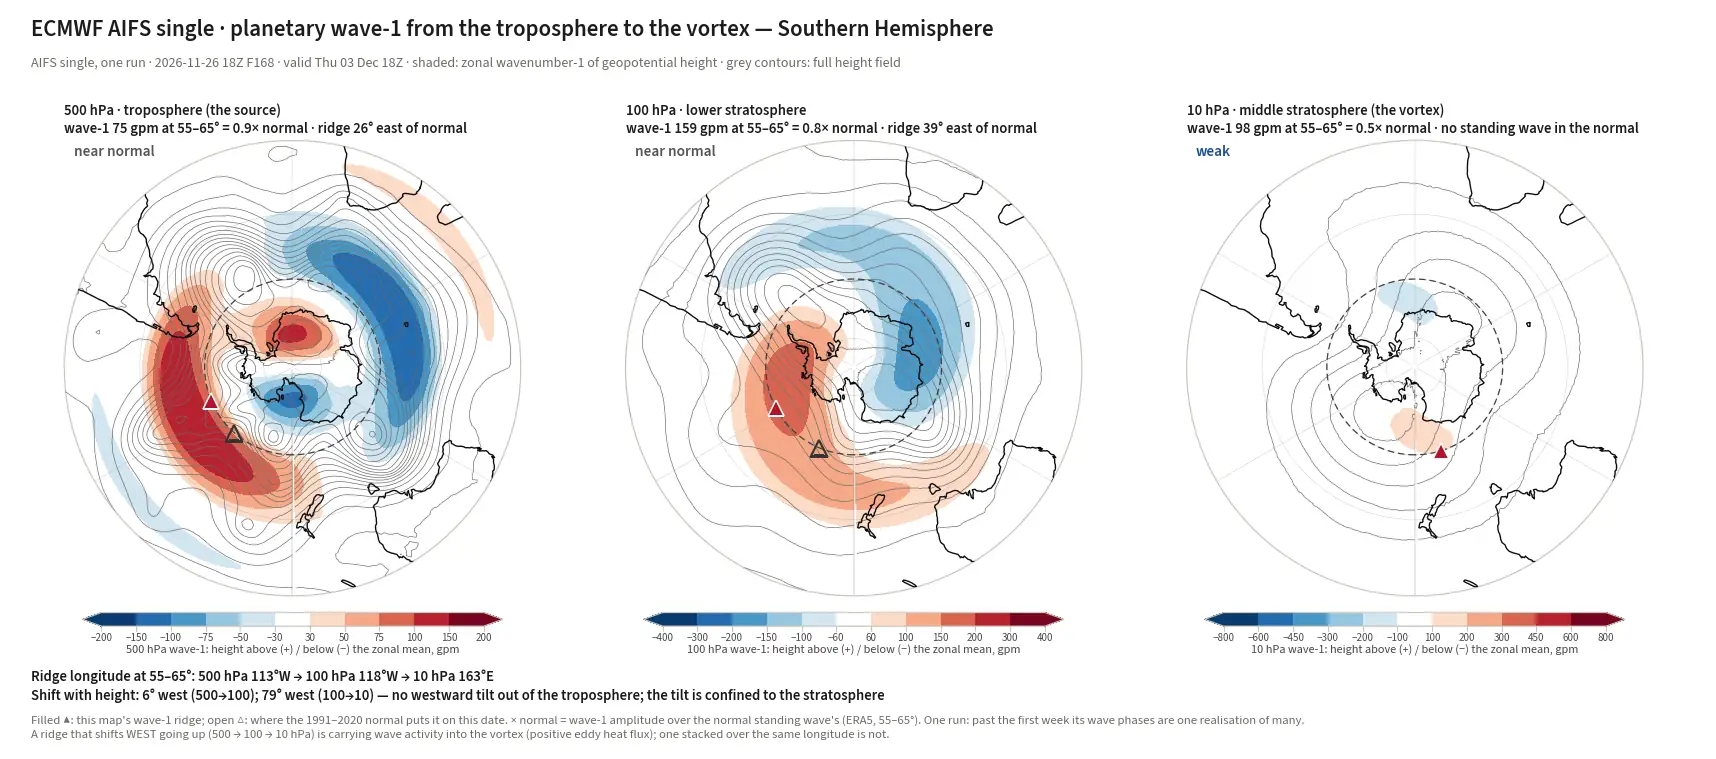 ECMWF AIFS single · planetary wave-1 from the troposphere to the vortex — Southern Hemisphere
AIFS single, one run · 2026-11-26 18Z F168 · valid Thu 03 Dec 18Z · shaded: zonal wavenumber-1 of geopotential height · grey contours: full height field
500 hPa · troposphere (the source)
wave-1 75 gpm at 55–65° = 0.9× normal · ridge 26° east of normal
near normal
100 hPa · lower stratosphere
wave-1 159 gpm at 55–65° = 0.8× normal · ridge 39° east of normal
near normal
10 hPa · middle stratosphere (the vortex)
wave-1 98 gpm at 55–65° = 0.5× normal · no standing wave in the normal
weak
−200 −150 −100 −75 −50 −30 30 50 75 100 150 200
500 hPa wave-1: height above (+) / below (−) the zonal mean, gpm
−400 −300 −200 −150 −100 −60 60 100 150 200 300 400
100 hPa wave-1: height above (+) / below (−) the zonal mean, gpm
−800 −600 −450 −300 −200 −100 100 200 300 450 600 800
10 hPa wave-1: height above (+) / below (−) the zonal mean, gpm
Ridge longitude at 55–65°: 500 hPa 113°W → 100 hPa 118°W → 10 hPa 163°E
Shift with height: 6° west (500→100); 79° west (100→10) — no westward tilt out of the troposphere; the tilt is confined to the stratosphere
Filled ▲: this map's wave-1 ridge; open △: where the 1991–2020 normal puts it on this date. × normal = wave-1 amplitude over the normal standing wave's (ERA5, 55–65°). One run: past the first week its wave phases are one realisation of many.
A ridge that shifts WEST going up (500 → 100 → 10 hPa) is carrying wave activity into the vortex (positive eddy heat flux); one stacked over the same longitude is not.